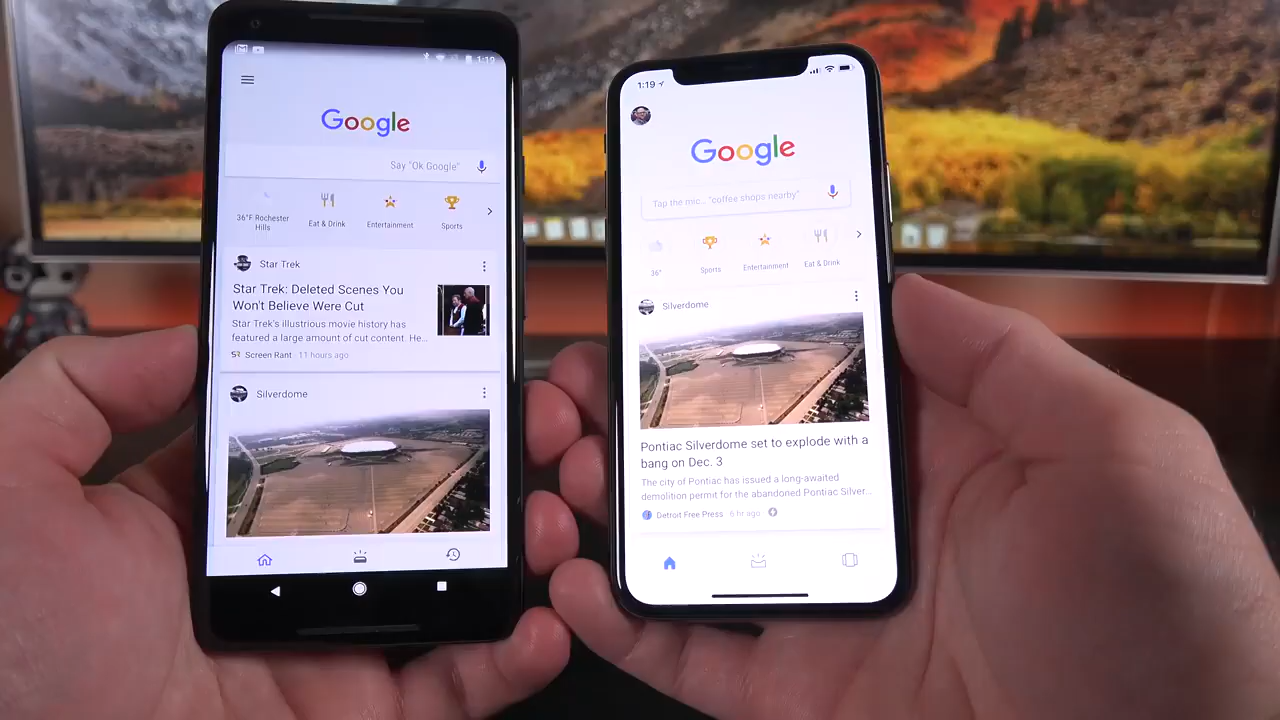 1:19
Google
Say "Ok Google"
36°F Rochester
Hills
Eat & Drink
Entertainment
Sports
Star Trek
Star Trek: Deleted Scenes You
Won't Believe Were Cut
Star Trek's illustrious movie history has
featured a large amount of cut content. He...
SR Screen Rant · 11 hours ago
Silverdome
1:19
Google
Tap the mic... "coffee shops nearby"
36°
Sports
Entertainment
Eat & Drink
Silverdome
Pontiac Silverdome set to explode with a
bang on Dec. 3
The city of Pontiac has issued a long-awaited
demolition permit for the abandoned Pontiac Silver...
Detroit Free Press · 6 hr ago